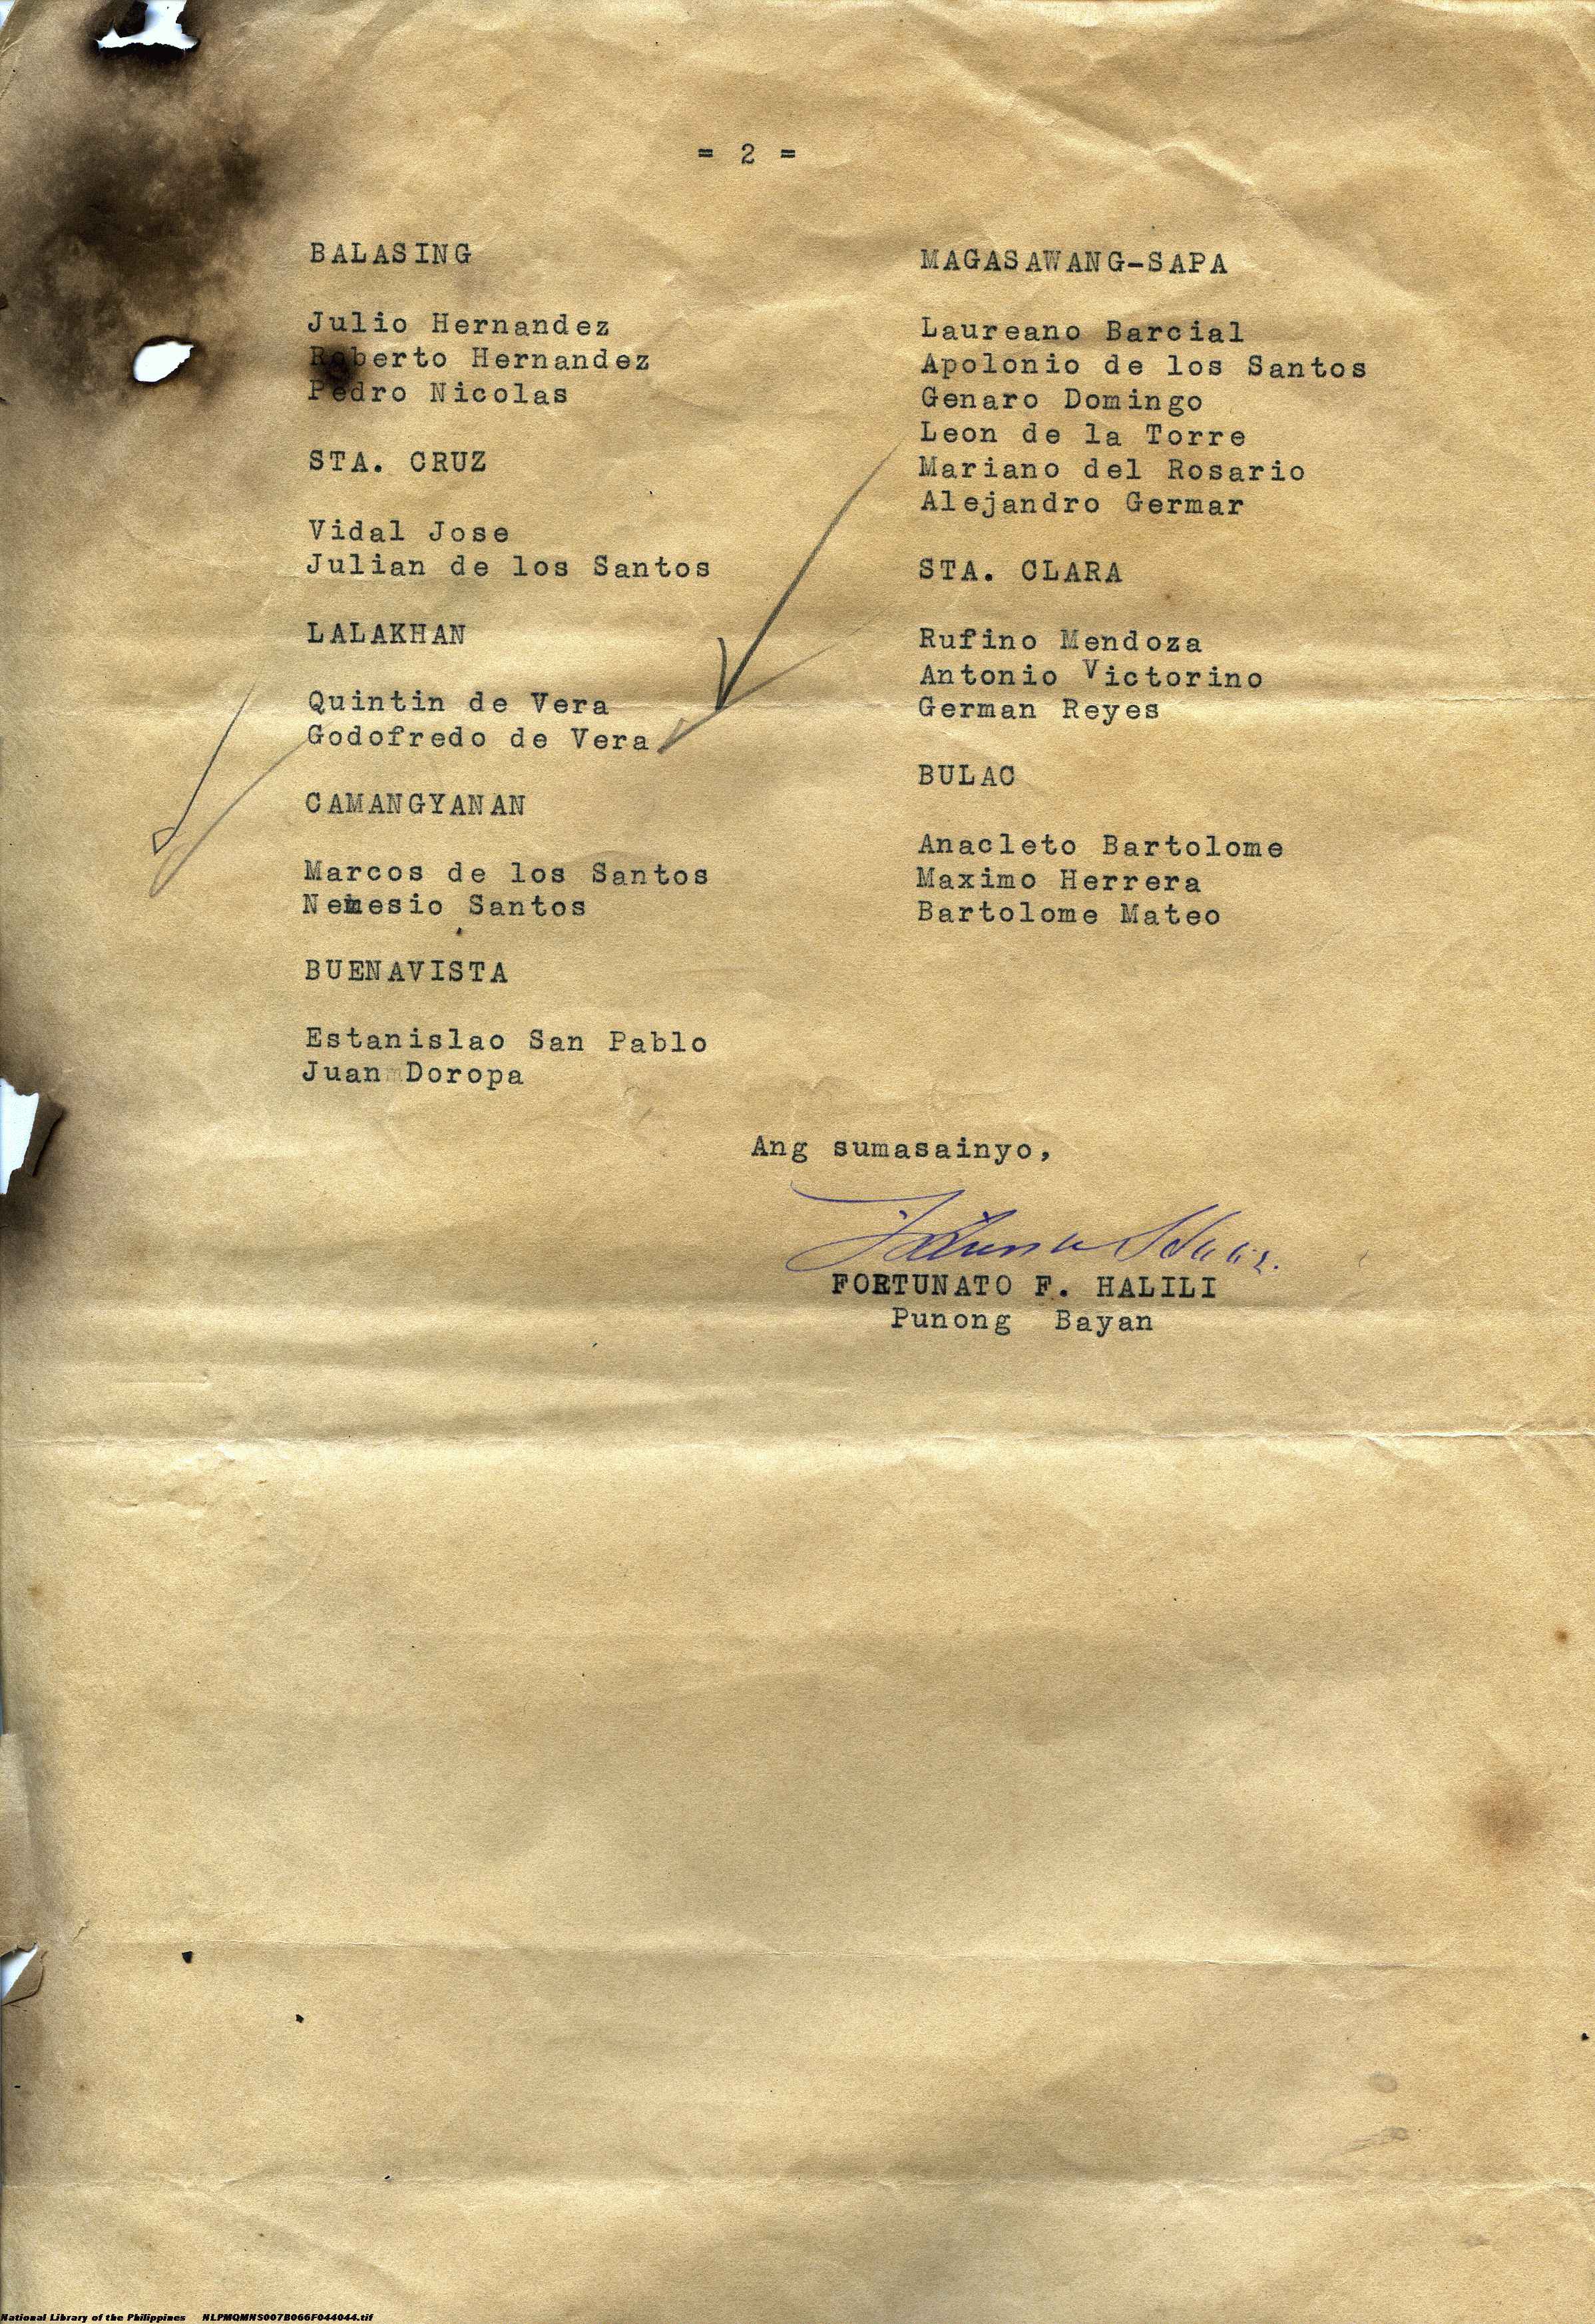 = 2 =
BALASING
Julio Hernandez
Roberto Hernandez
Pedro Nicolas
STA. CRUZ
Vidal Jose
Julian de los Santos
LALAKHAN
Quintin de Vera
Godofredo de Vera
CAMANGYANAN
Marcos de los Santos
Nemesio Santos
BUENAVISTA
Estanislao San Pablo
Juan Doropa
MAGASAWANG-SAPA
Laureano Barcial
Apolonio de los Santos
Genaro Domingo
Leon de la Torre
Mariano del Rosario
Alejandro Germar
STA. CLARA
Rufino Mendoza
Antonio Victorino
German Reyes
BULAC
Anacleto Bartolome
Maximo Herrera
Bartolome Mateo
Ang sumasainyo,
FORTUNATO F. HALILI
Punong Bayan
National Library of the Philippines NLPMQMNS007B066F044044.tif